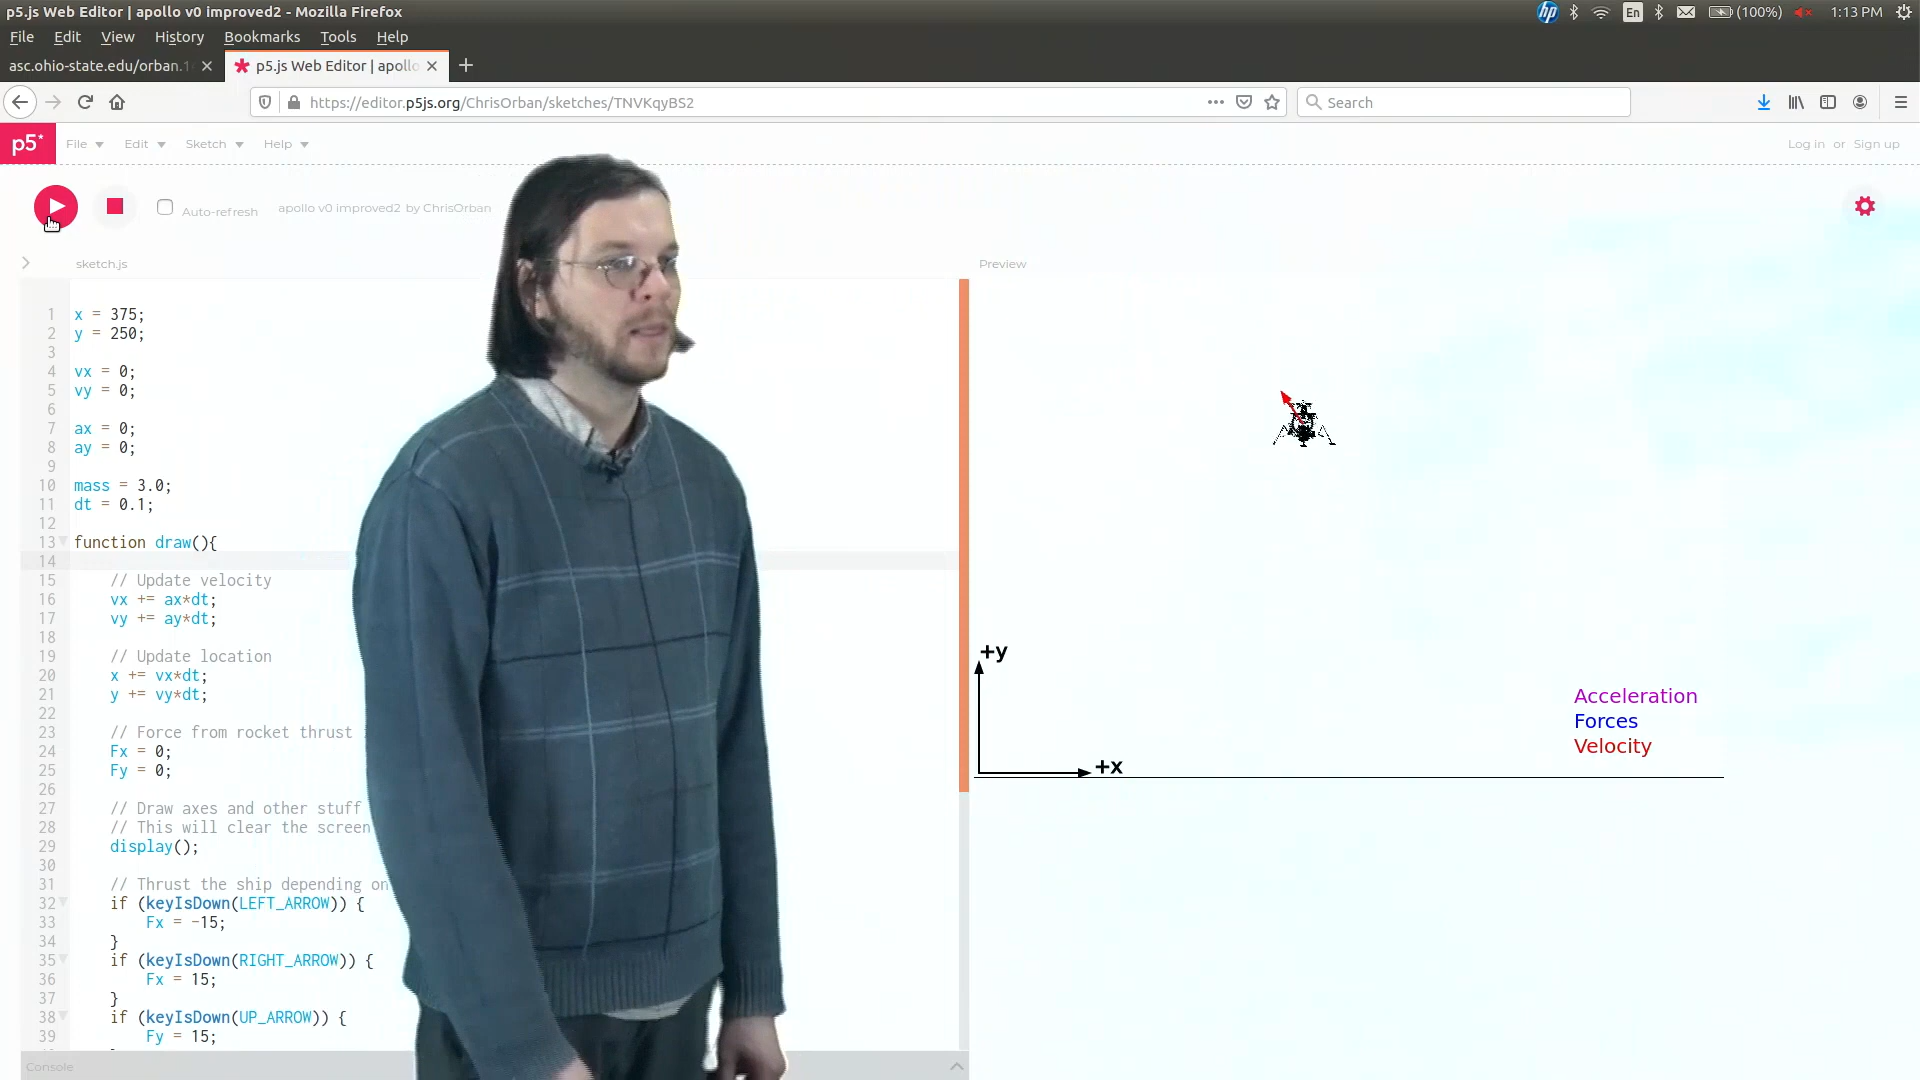 p5.js Web Editor | apollo v0 improved2 - Mozilla Firefox
hp En (100%) 1:13 PM
File Edit View History Bookmarks Tools Help
asc.ohio-state.edu/orban.1 p5.js Web Editor | apollo
https://editor.p5js.org/ChrisOrban/sketches/TNVKqyBS2 Search
p5* File Edit Sketch Help Log in or Sign up
Auto-refresh apollo v0 improved2 by ChrisOrban
sketch.js Preview
1 x = 375;
2 y = 250;
3
4 vx = 0;
5 vy = 0;
6
7 ax = 0;
8 ay = 0;
9
10 mass = 3.0;
11 dt = 0.1;
12
13 function draw(){
14
15 // Update velocity
16 vx += ax*dt;
17 vy += ay*dt;
18
19 // Update location
20 x += vx*dt;
21 y += vy*dt;
22
23 // Force from rocket thrust
24 Fx = 0;
25 Fy = 0;
26
27 // Draw axes and other stuff
28 // This will clear the screen
29 display();
30
31 // Thrust the ship depending on
32 if (keyIsDown(LEFT_ARROW)) {
33 Fx = -15;
34 }
35 if (keyIsDown(RIGHT_ARROW)) {
36 Fx = 15;
37 }
38 if (keyIsDown(UP_ARROW)) {
39 Fy = 15;
Console
+y
+x
Acceleration
Forces
Velocity